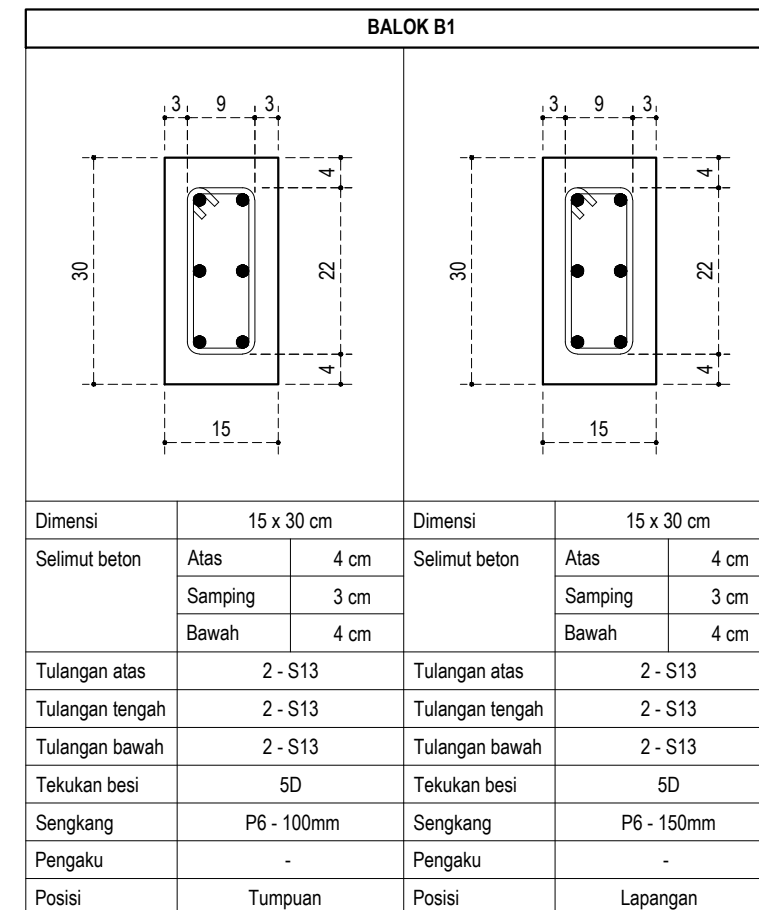 BALOK B1
3 9 3
4
30
22
4
15
3 9 3
4
30
22
4
15
Dimensi 15 x 30 cm Dimensi 15 x 30 cm
Selimut beton Atas 4 cm Selimut beton Atas 4 cm
Samping 3 cm Samping 3 cm
Bawah 4 cm Bawah 4 cm
Tulangan atas 2 - S13 Tulangan atas 2 - S13
Tulangan tengah 2 - S13 Tulangan tengah 2 - S13
Tulangan bawah 2 - S13 Tulangan bawah 2 - S13
Tekukan besi 5D Tekukan besi 5D
Sengkang P6 - 100mm Sengkang P6 - 150mm
Pengaku - Pengaku -
Posisi Tumpuan Posisi Lapangan